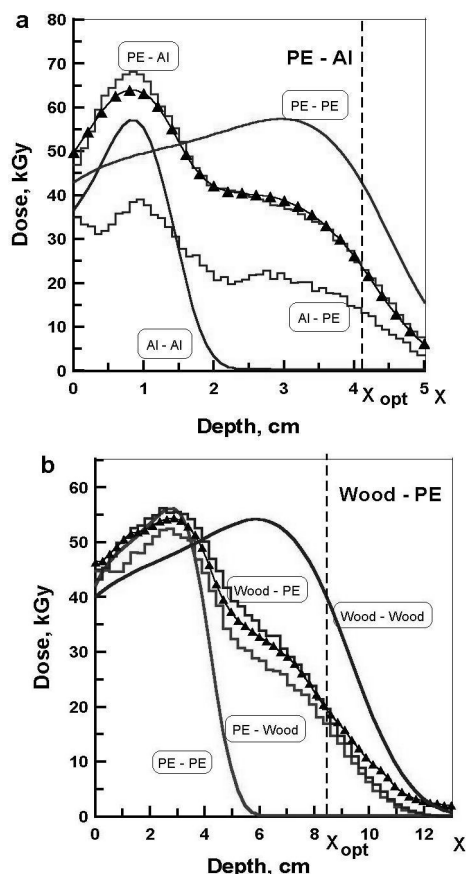 a
PE - Al
PE - Al
PE - PE
Al - PE
Al - Al
Dose, kGy
80
70
60
50
40
30
20
10
0
0 1 2 3 4 5 X
X opt
Depth, cm
b
Wood - PE
Wood - PE
Wood - Wood
PE - Wood
PE - PE
Dose, kGy
60
50
40
30
20
10
0
0 2 4 6 8 10 12 X
X opt
Depth, cm